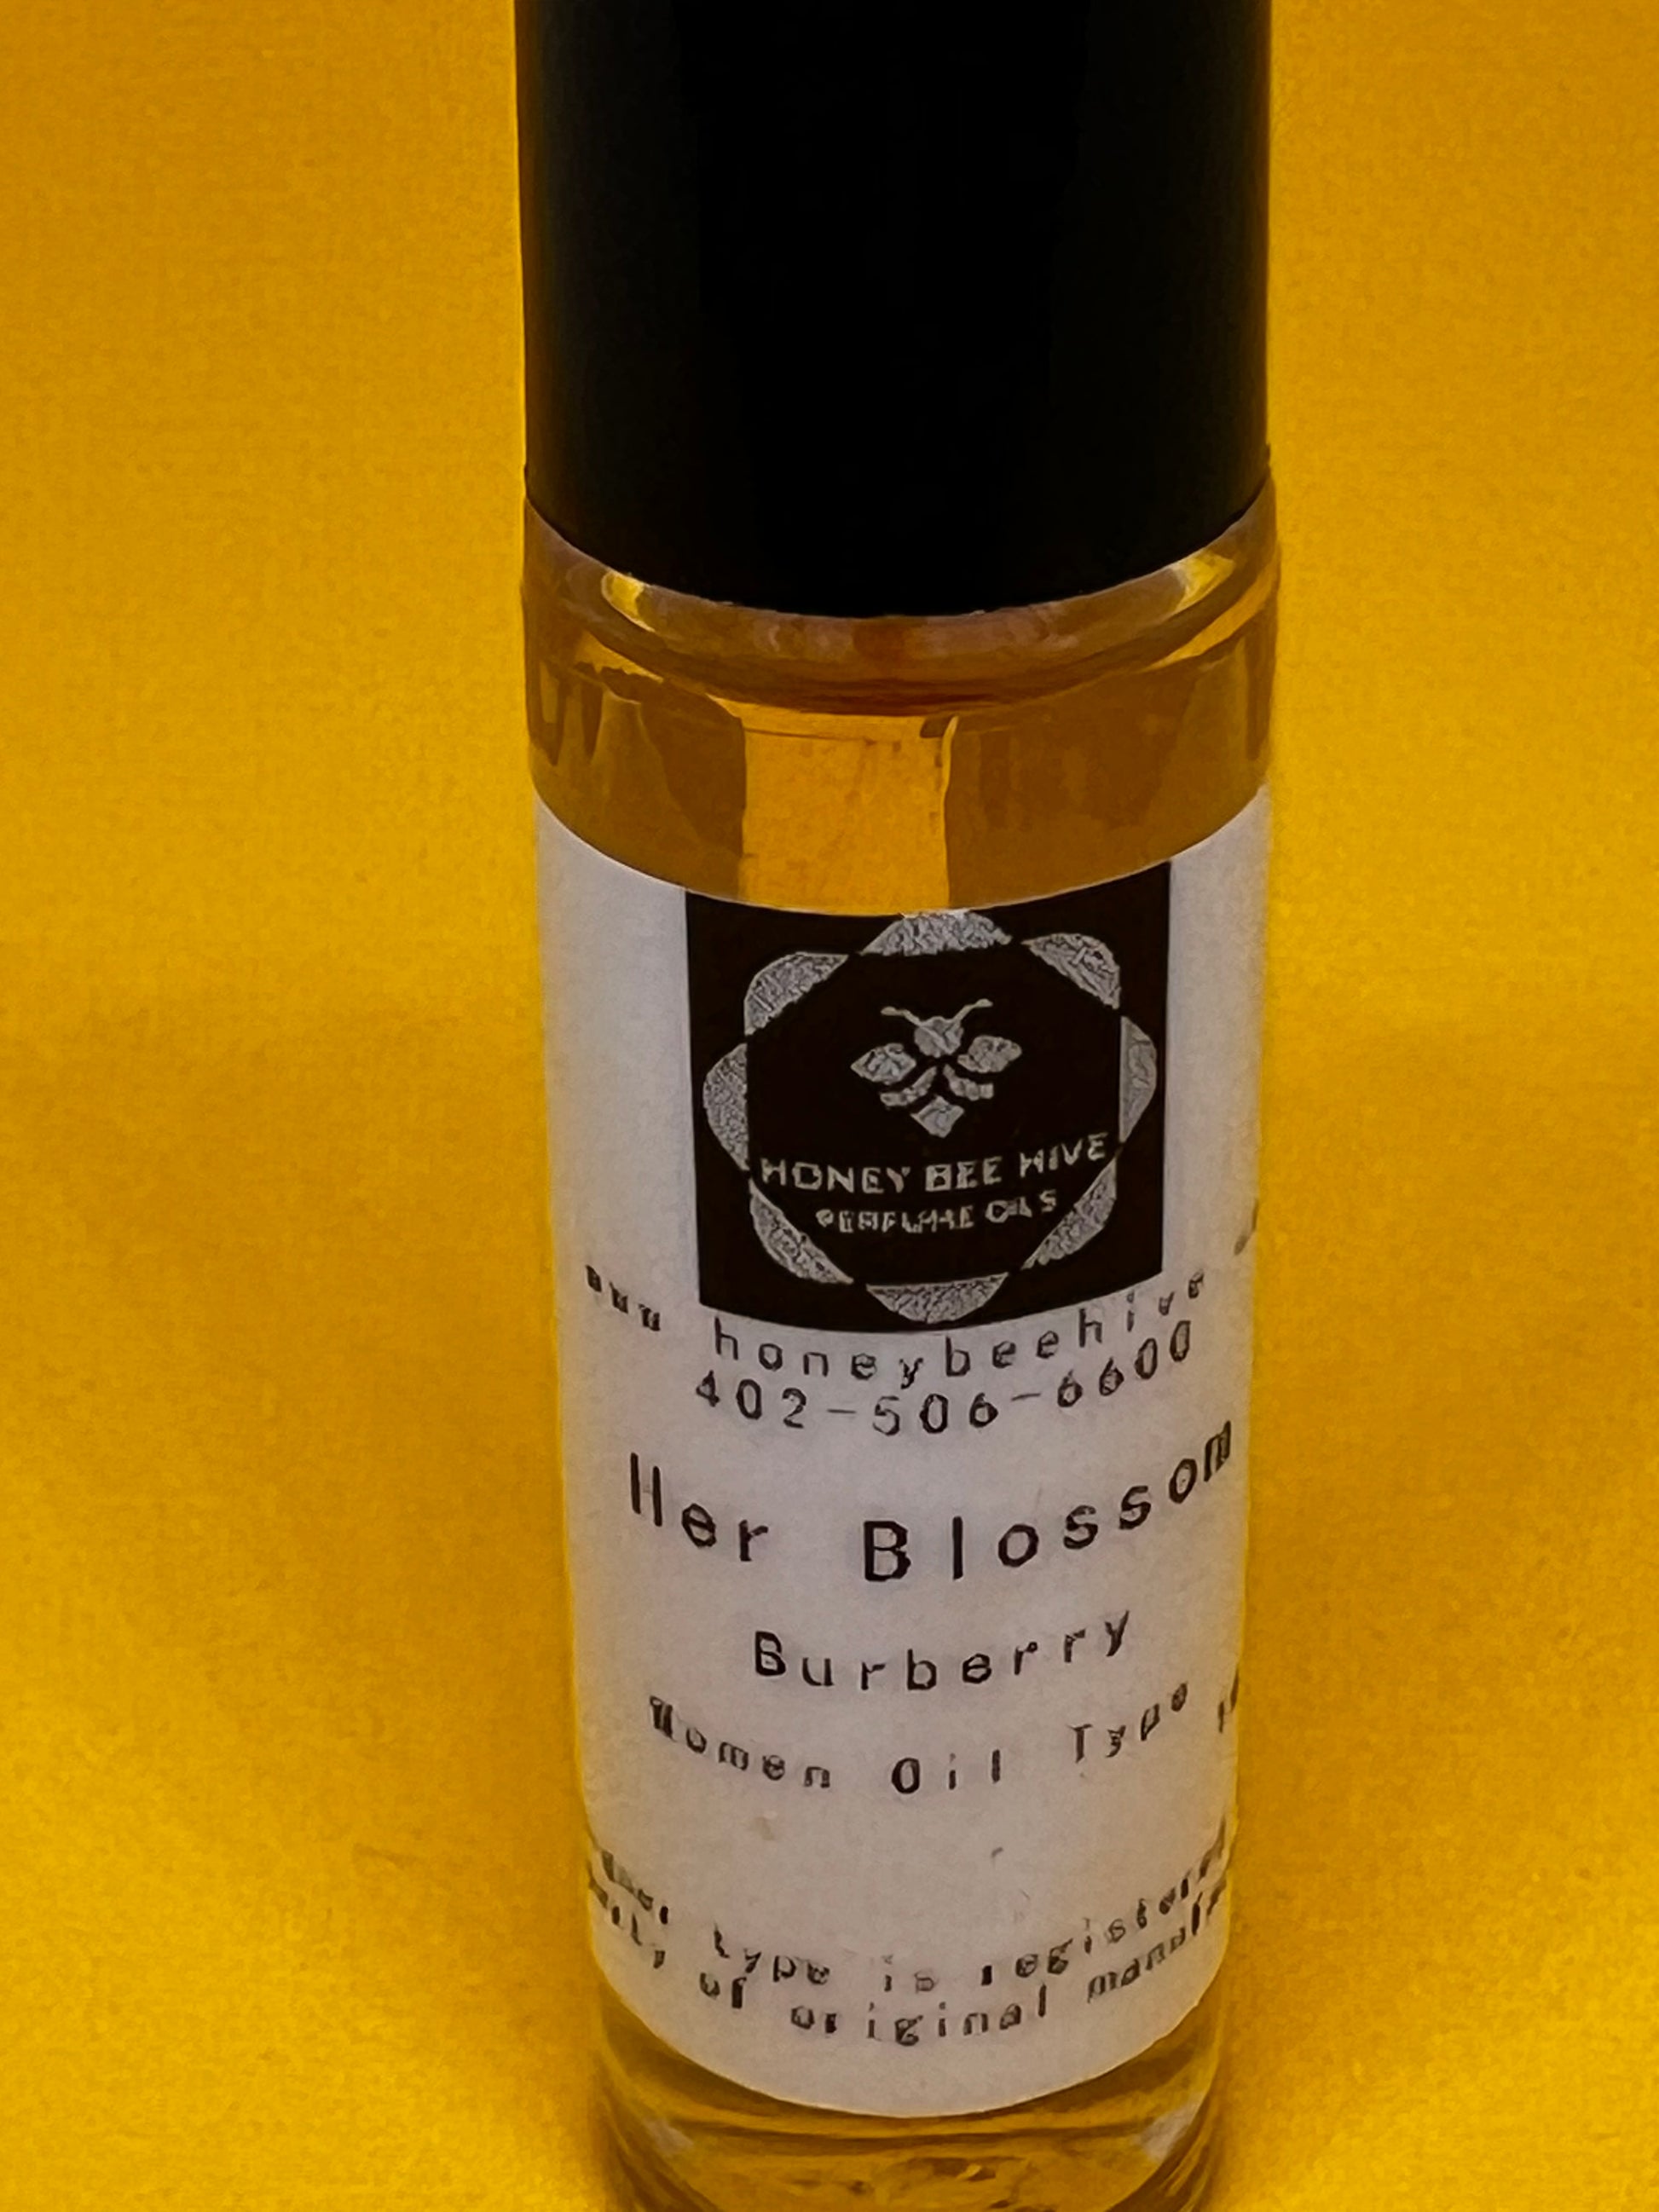 HONEY BEE HIVE
PERFUME OILS
honeybeehive
402-506-6600
Her Blossom
Burberry
Women Oil Type
type is registered
of original